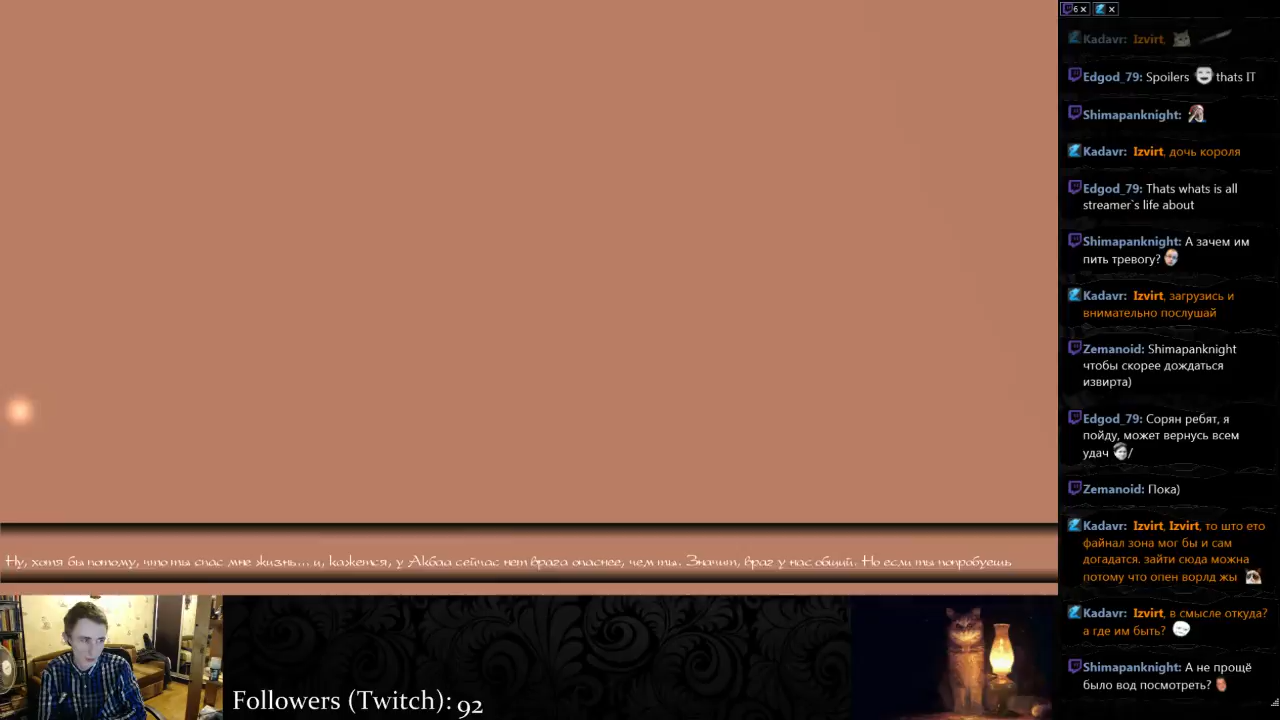 6
Kadavr: Izvirt,
Edgod_79: Spoilers thats IT
Shimapanknight:
Kadavr: Izvirt, дочь короля
Edgod_79: Thats whats is all
streamer`s life about
Shimapanknight: А зачем им
пить тревогу?
Kadavr: Izvirt, загрузись и
внимательно послушай
Zemanoid: Shimapanknight
чтобы скорее дождаться
извирта)
Edgod_79: Сорян ребят, я
пойду, может вернусь всем
удач /
Zemanoid: Пока)
Kadavr: Izvirt, Izvirt, то што ето
файнал зона мог бы и сам
догадатся. зайти сюда можна
потому что опен ворлд жы
Kadavr: Izvirt, в смысле откуда?
а где им быть?
Shimapanknight: А не прощё
было вод посмотреть?
Ну, хотя бы потому, что ты спас мне жизнь... и, кажется, у Акбаа сейчас нет врага опаснее, чем ты. Значит, враг у нас общий. Но если ты попробуешь
Followers (Twitch): 92